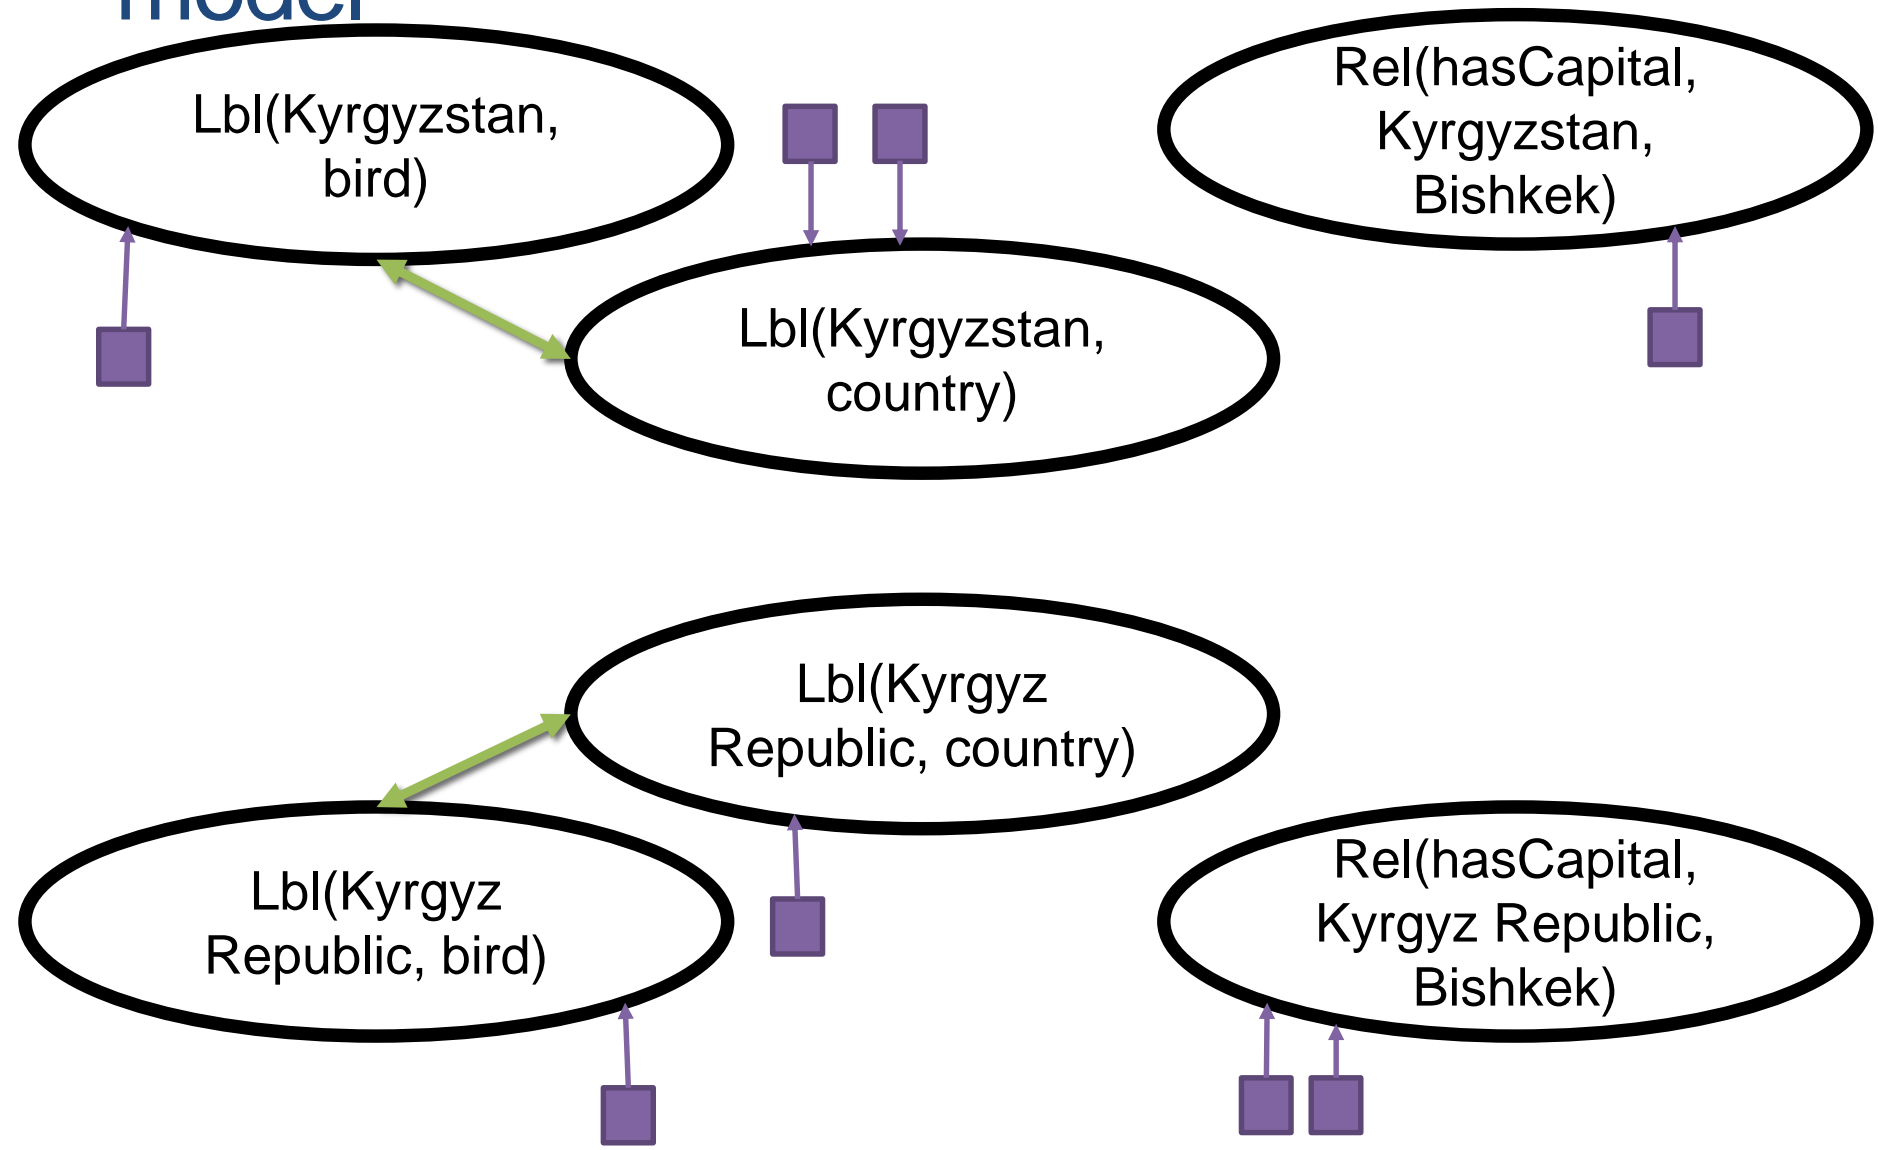 model
Lbl(Kyrgyzstan,
bird)
Rel(hasCapital,
Kyrgyzstan,
Bishkek)
Lbl(Kyrgyzstan,
country)
Lbl(Kyrgyz
Republic, country)
Lbl(Kyrgyz
Republic, bird)
Rel(hasCapital,
Kyrgyz Republic,
Bishkek)